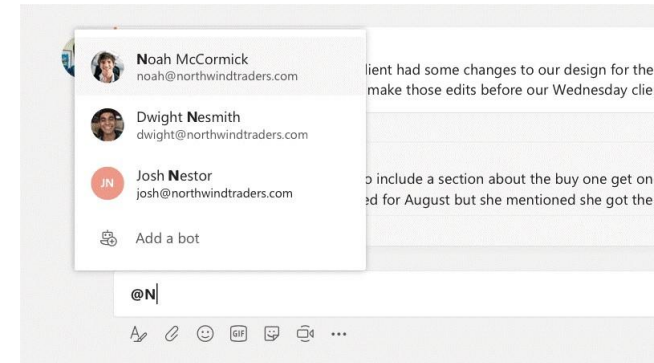 Noah McCormick
noah@northwindtraders.com
Dwight Nesmith
dwight@northwindtraders.com
JN
Josh Nestor
josh@northwindtraders.com
Add a bot
lient had some changes to our design for the
make those edits before our Wednesday clie
o include a section about the buy one get on
ed for August but she mentioned she got the
@N
GIF